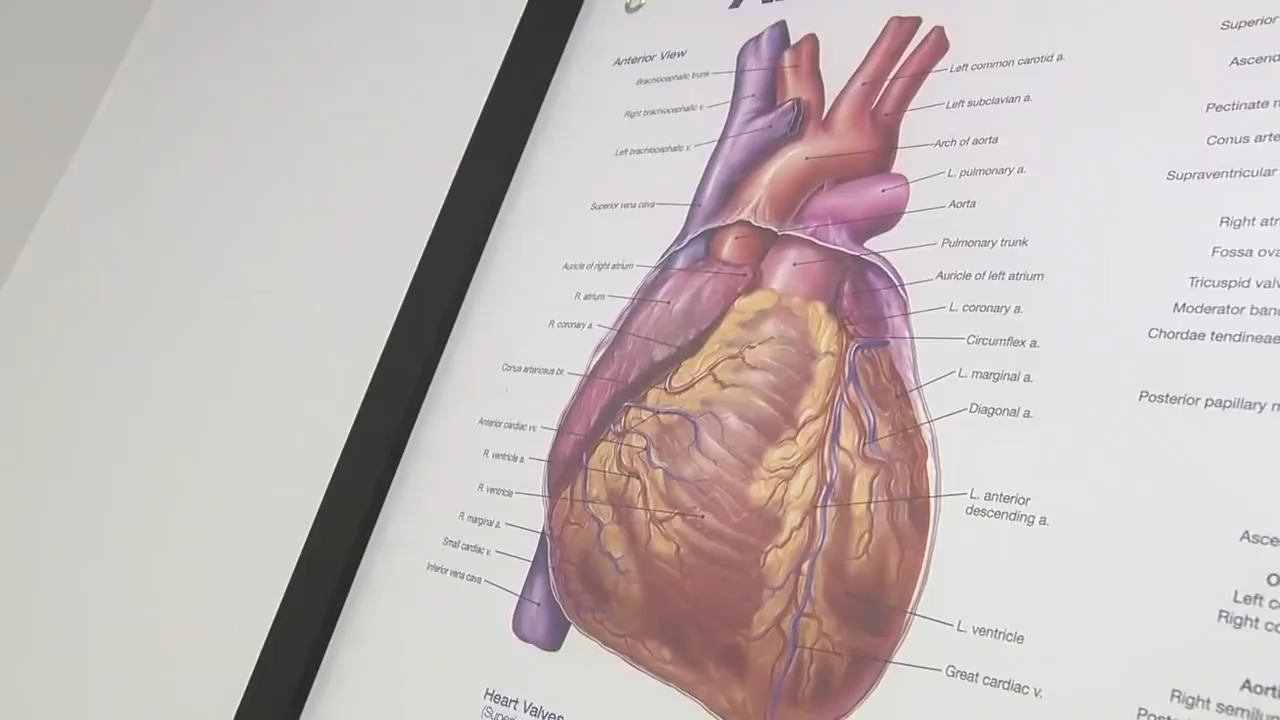 Anterior View
Brachiocephalic trunk
Right brachiocephalic v.
Left brachiocephalic v.
Superior vena cava
Auricle of right atrium
R. atrium
R. coronary a.
Conus arteriosus br.
Anterior cardiac vv.
R. ventricle a.
R. ventricle
R. marginal a.
Small cardiac v.
Inferior vena cava
Left common carotid a.
Left subclavian a.
Arch of aorta
L. pulmonary a.
Aorta
Pulmonary trunk
Auricle of left atrium
L. coronary a.
Circumflex a.
L. marginal a.
Diagonal a.
L. anterior
descending a.
L. ventricle
Great cardiac v.
Heart Valves
Superior
Ascend
Pectinate
Conus arte
Supraventricular
Right atr
Fossa ova
Tricuspid valv
Moderator ban
Chordae tendineae
Posterior papillary
Asce
Left c
Right co
Aorti
Right semilu